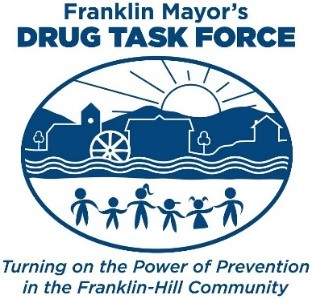 Franklin Mayor's
DRUG TASK FORCE
Turning on the Power of Prevention
in the Franklin-Hill Community